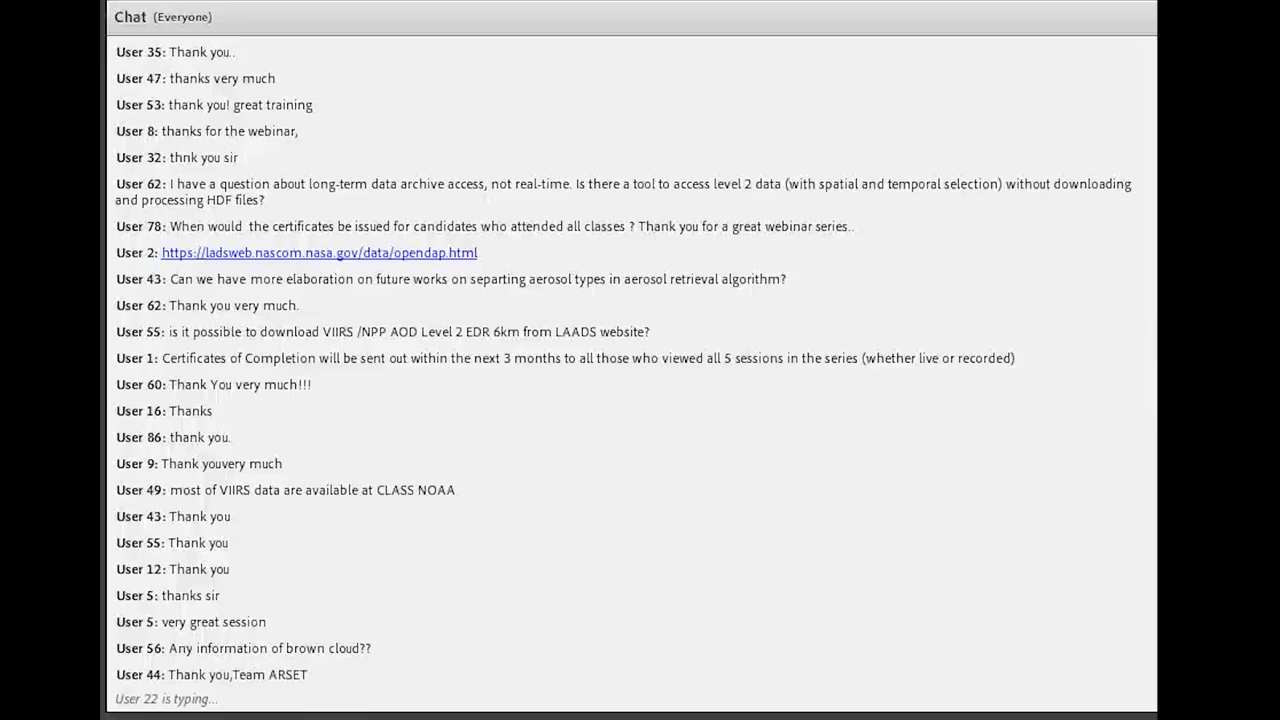 Chat (Everyone)
User 35: Thank you..
User 47: thanks very much
User 53: thank you! great training
User 8: thanks for the webinar,
User 32: thnk you sir
User 62: I have a question about long-term data archive access, not real-time. Is there a tool to access level 2 data (with spatial and temporal selection) without downloading
and processing HDF files?
User 78: When would  the certificates be issued for candidates who attended all classes ? Thank you for a great webinar series..
User 2: https://ladsweb.nascom.nasa.gov/data/opendap.html
User 43: Can we have more elaboration on future works on separting aerosol types in aerosol retrieval algorithm?
User 62: Thank you very much.
User 55: is it possible to download VIIRS /NPP AOD Level 2 EDR 6km from LAADS website?
User 1: Certificates of Completion will be sent out within the next 3 months to all those who viewed all 5 sessions in the series (whether live or recorded)
User 60: Thank You very much!!!
User 16: Thanks
User 86: thank you.
User 9: Thank youvery much
User 49: most of VIIRS data are available at CLASS NOAA
User 43: Thank you
User 55: Thank you
User 12: Thank you
User 5: thanks sir
User 5: very great session
User 56: Any information of brown cloud??
User 44: Thank you,Team ARSET
User 22 is typing...